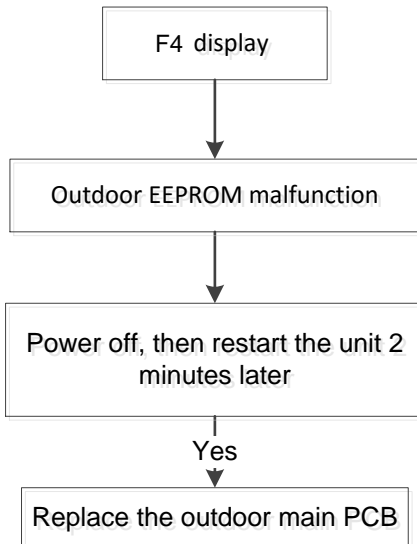 F4 display
Outdoor EEPROM malfunction
Power off, then restart the unit 2
minutes later
Yes
Replace the outdoor main PCB